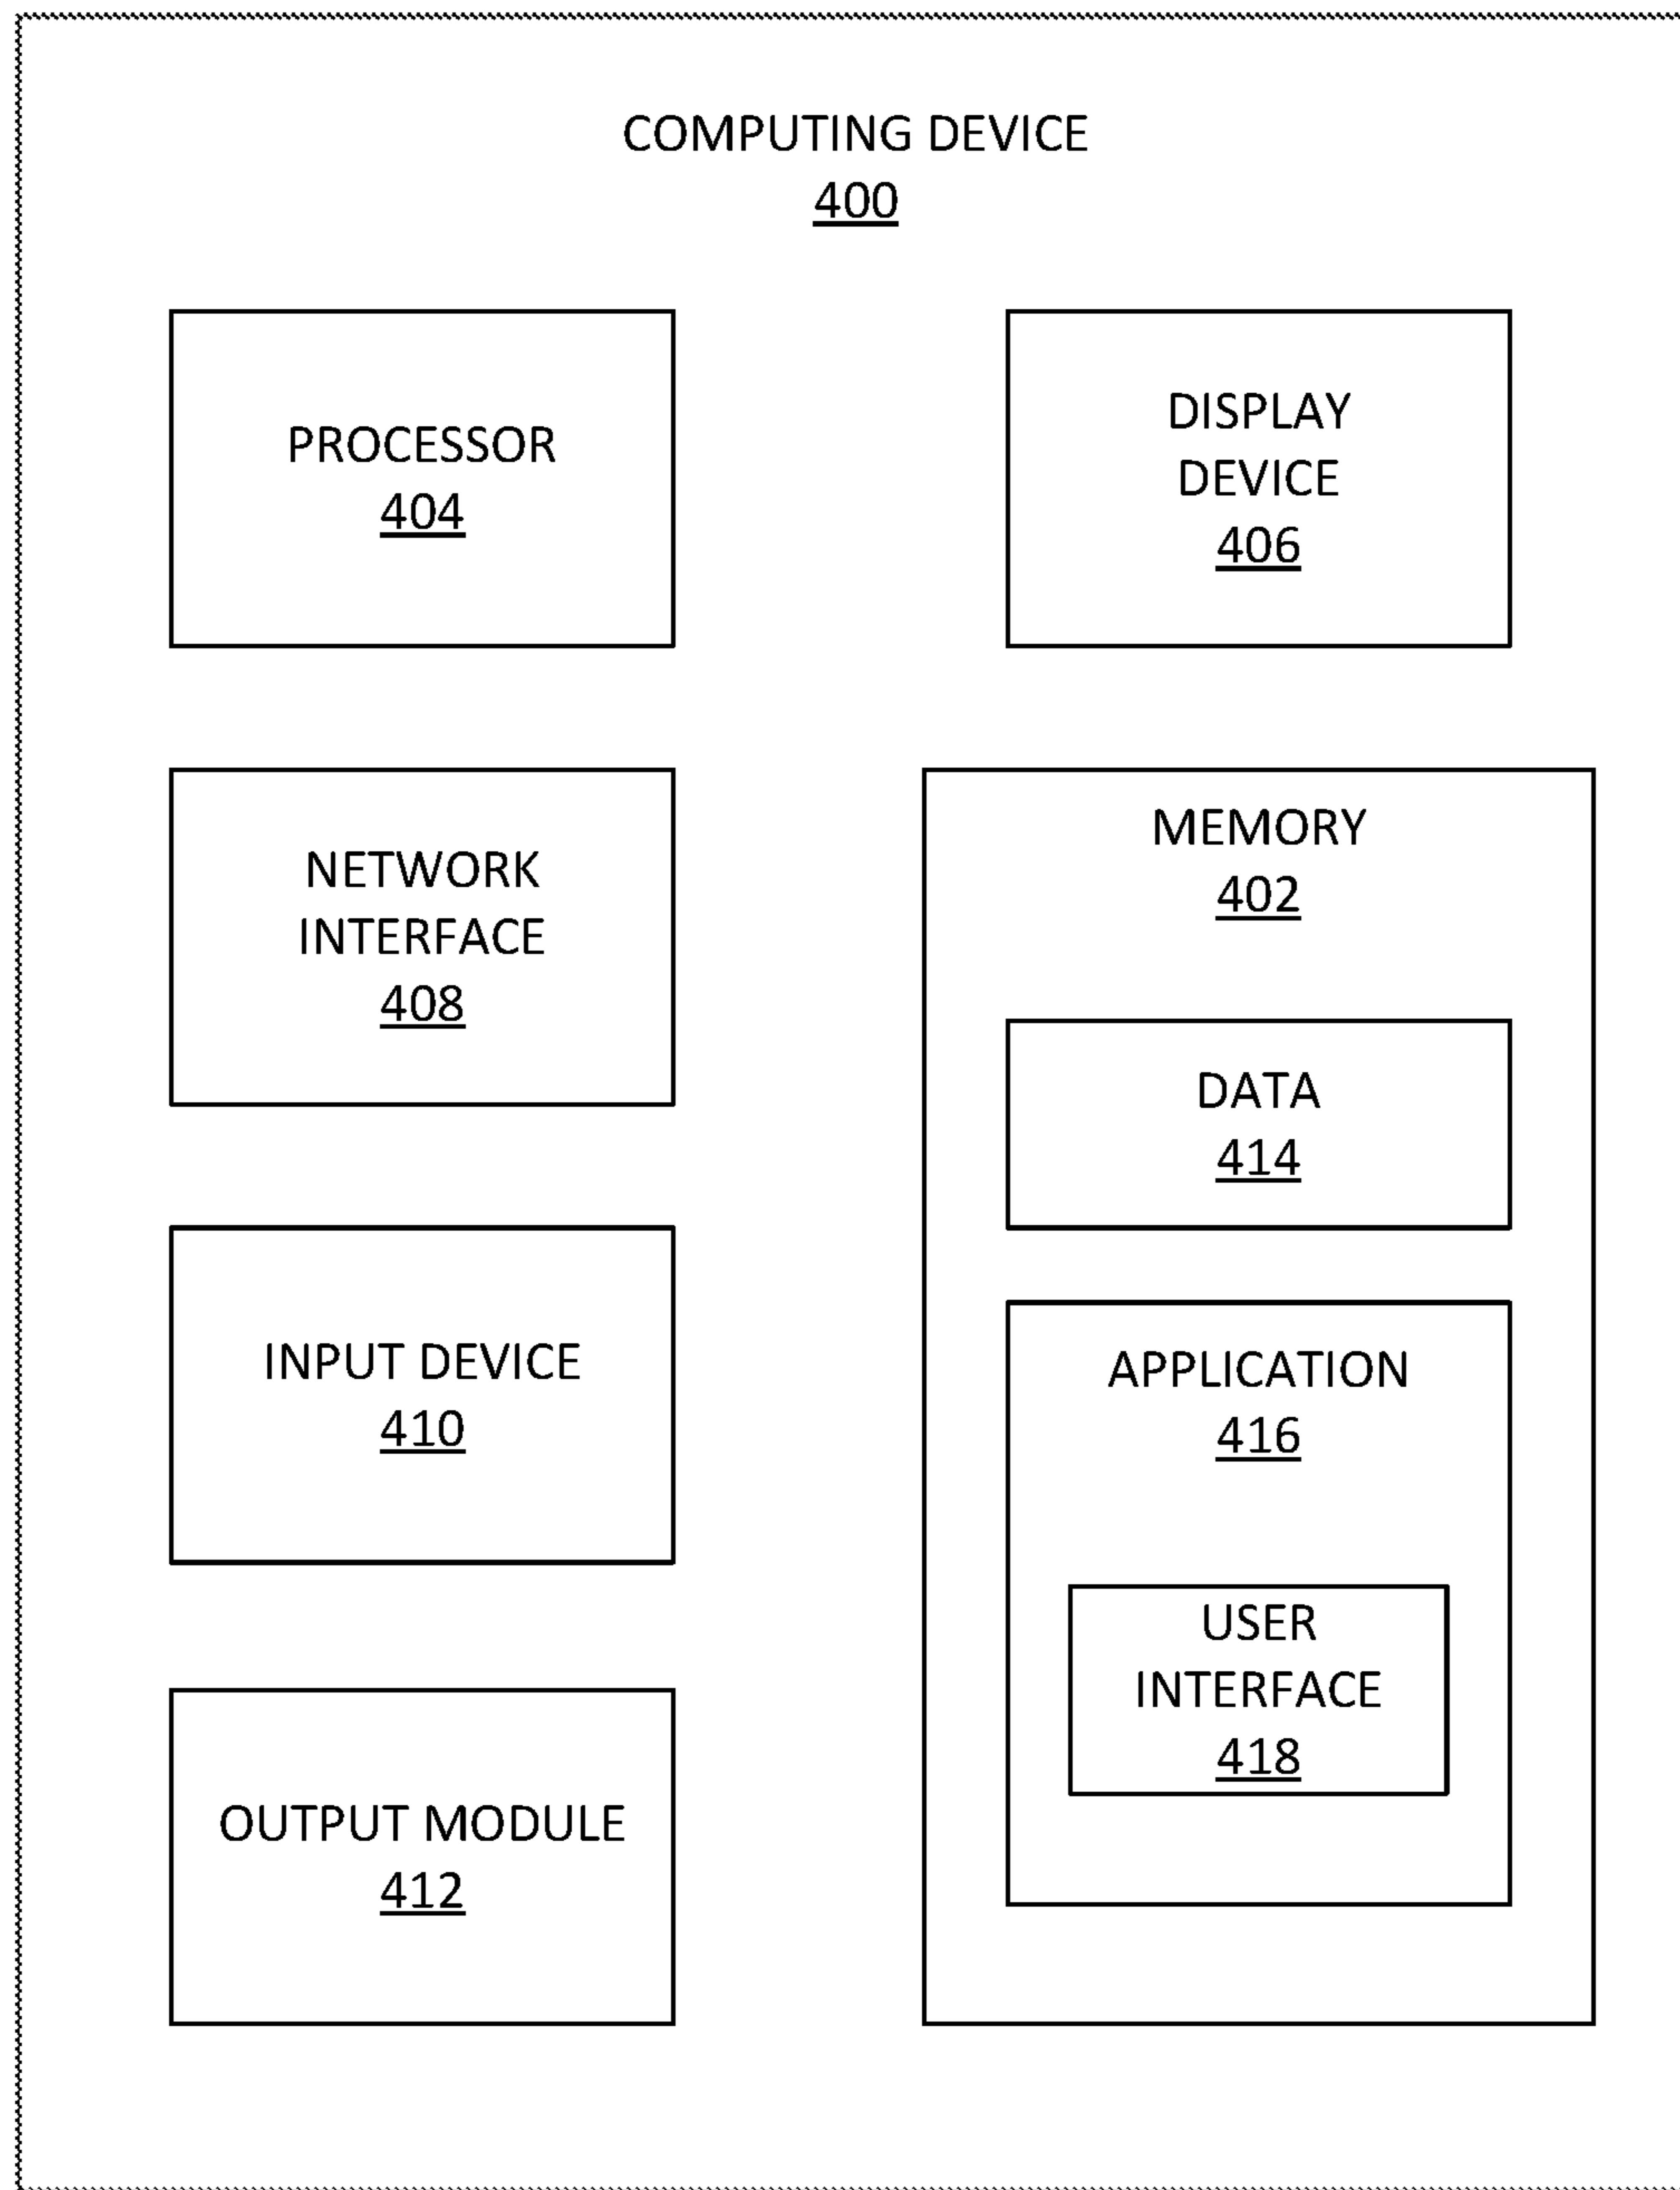 COMPUTING DEVICE
400
PROCESSOR
404
DISPLAY
DEVICE
406
NETWORK
INTERFACE
408
MEMORY
402
DATA
414
INPUT DEVICE
410
APPLICATION
416
USER
INTERFACE
418
OUTPUT MODULE
412